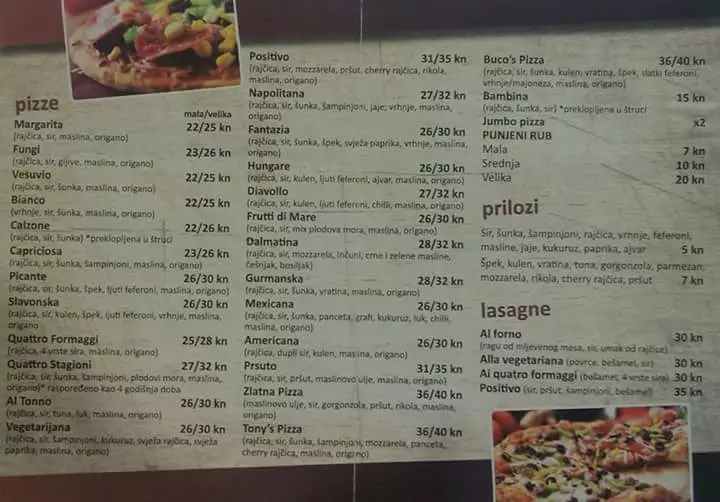 pizze
mala/velika
Margarita 22/25 kn
(rajčica, sir, maslina, origano)
Fungi 23/26 kn
(rajčica, sir, gljive, maslina, origano)
Vesuvio 22/25 kn
(rajčica, sir, šunka, maslina, origano)
Bianco 22/25 kn
(vrhnje, sir, šunka, maslina, origano)
Calzone 22/26 kn
(rajčica, sir, šunka) *preklopljena u štruci
Capriciosa 23/26 kn
(rajčica, sir, šunka, šampinjoni, maslina, origano)
Picante 26/30 kn
(rajčica, sir, šunka, špek, ljuti feferoni, maslina, origano)
Slavonska 26/30 kn
(rajčica, sir, kulen, špek, ljuti feferoni, vrhnje, maslina,
origano
Quattro Formaggi 25/28 kn
(rajčica, 4 vrste sira, maslina, origano)
Quattro Stagioni 27/32 kn
(rajčica, sir, šunka, šampinjoni, plodovi mora, maslina,
origano)* raspoređeno kao 4 godišnja doba
Al Tonno 26/30 kn
(rajčica, sir, tuna, luk, maslina, origano)
Vegetarijana 26/30 kn
(rajčica, sir, šampinjoni, kukuruz, svježa rajčica, svježa
paprika, maslina, origano)
Positivo 31/35 kn
(rajčica, sir, mozzarela, pršut, cherry rajčica, rikola,
maslina, origano)
Napolitana 27/32 kn
(rajčica, sir, šunka, šampinjoni, jaje, vrhnje, maslina,
origano)
Fantazia 26/30 kn
(rajčica, sir, šunka, špek, svježa paprika, vrhnje, maslina,
origano)
Hungare 26/30 kn
(rajčica, sir, kulen, ljuti feferoni, ajvar, maslina, origano)
Diavollo 27/32 kn
(rajčica, sir, kulen, ljuti feferoni, chilli, maslina, origano)
Frutti di Mare 26/30 kn
(rajčica, sir, mix plodova mora, maslina, origano)
Dalmatina 28/32 kn
(rajčica, sir, mozzarela, inčuni, crne i zelene masline,
češnjak, bosiljak)
Gurmanska 28/32 kn
(rajčica, sir, šunka, vratina, maslina, origano)
Mexicana 26/30 kn
(rajčica, sir, šunka, panceta, grah, kukuruz, luk, chilli,
maslina, origano)
Americana 26/30 kn
(rajčica, dupli sir, kulen, maslina, origano)
Prsuto 31/35 kn
(rajčica, sir, pršut, maslinovo ulje, maslina, origano)
Zlatna Pizza 36/40 kn
(maslinovo ulje, sir, gorgonzola, pršut, rikola, maslina,
origano)
Tony's Pizza 36/40 kn
(rajčica, sir, šunka, šampinjoni, mozzarela, panceta,
cherry rajčica, maslina, origano)
Buco's Pizza 36/40 kn
(rajčica, sir, šunka, kulen, vratina, špek, slatki feferoni,
vrhnje/majoneza, maslina, origano)
Bambina 15 kn
(rajčica, šunka, sir) *preklopljena u štruci
Jumbo pizza x2
PUNJENI RUB
Mala 7 kn
Srednja 10 kn
Velika 20 kn
prilozi
Sir, šunka, šampinjoni, rajčica, vrhnje, feferoni,
masline, jaje, kukuruz, paprika, ajvar 5 kn
Špek, kulen, vratina, tuna, gorgonzola, parmezan,
mozzarela, rikola, cherry rajčica, pršut 7 kn
lasagne
Al forno 30 kn
(ragu od mljevenog mesa, sir, umak od rajčice)
Alla vegetariana (povrće, bešamel, sir) 30 kn
Ai quatro formaggi (bešamel, 4 vrste sira) 30 kn
Positivo (sir, pršut, šampinjoni, bešamel) 35 kn